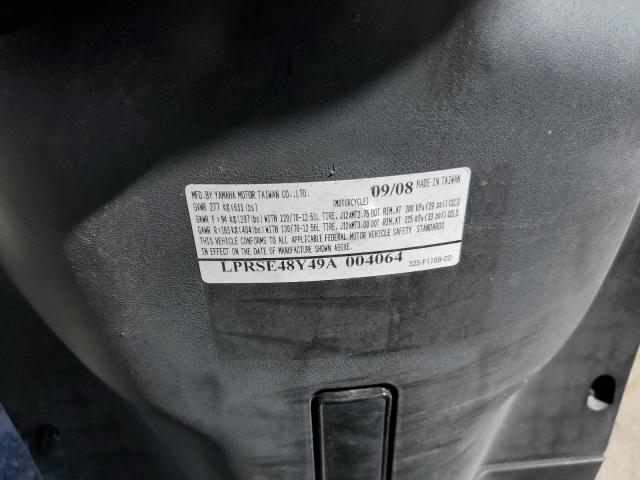 MFD.BY YAMAHA MOTOR TAIWAN CO.,LTD. 09/08 MADE IN TAIWAN
GVWR 277 KG(611 lbs) (MOTORCYCLE)
GAWR F: 94 KG(207 lbs)WITH 120/70-12 51L TIRE, J12xMT2.75 DOT RIM.AT 200 kPa (29 psi)COLD
GAWR R:183 KG(404 lbs)WITH 130/70-12 56L TIRE, J12xMT3.00 DOT RIM.AT 225 kPa (33 psi)COLD
THIS VEHICLE CONFORMS TO ALL APPLICABLE FEDERAL MOTOR VEHICLE SAFETY STANDARDS
IN EFFECT ON THE DATE OF MANUFACTURE SHOWN ABOVE.
LPRSE48Y49A 004064 32S-F116B-00